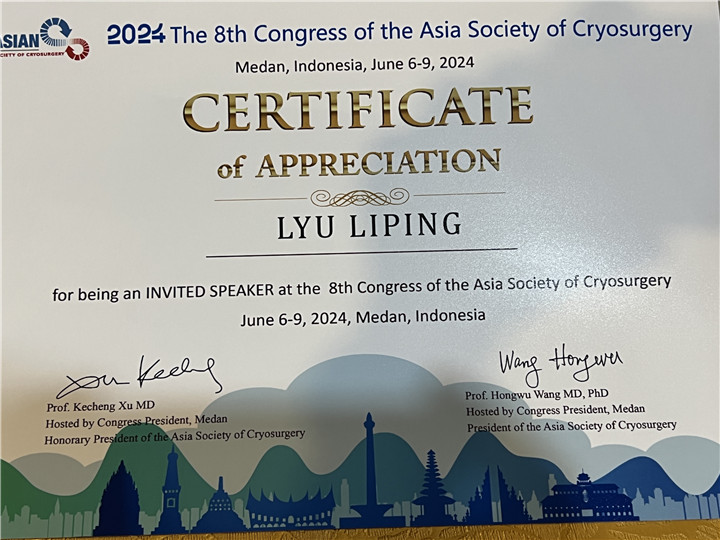 ASIAN
SOCIETY OF CRYOSURGERY
2024 The 8th Congress of the Asia Society of Cryosurgery
Medan, Indonesia, June 6-9, 2024
CERTIFICATE
of APPRECIATION
LYU LIPING
for being an INVITED SPEAKER at the 8th Congress of the Asia Society of Cryosurgery
June 6-9, 2024, Medan, Indonesia
Kecheng
Wang Hongwu
Prof. Kecheng Xu MD
Hosted by Congress President, Medan
Honorary President of the Asia Society of Cryosurgery
Prof. Hongwu Wang MD, PhD
Hosted by Congress President, Medan
President of the Asia Society of Cryosurgery